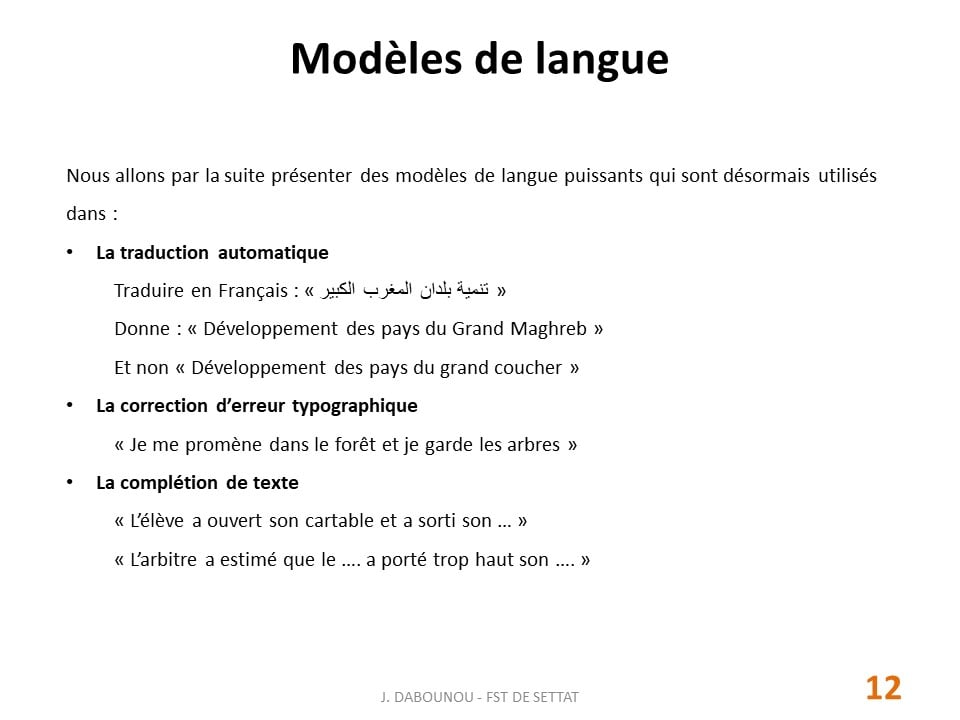 Modèles de langue
Nous allons par la suite présenter des modèles de langue puissants qui sont désormais utilisés
dans :
• La traduction automatique
Traduire en Français : « تنمية بلدان المغرب الكبير »
Donne : « Développement des pays du Grand Maghreb »
Et non « Développement des pays du grand coucher »
• La correction d’erreur typographique
« Je me promène dans le forêt et je garde les arbres »
• La complétion de texte
« L’élève a ouvert son cartable et a sorti son ... »
« L’arbitre a estimé que le .... a porté trop haut son .... »
J. DABOUNOU - FST DE SETTAT
12